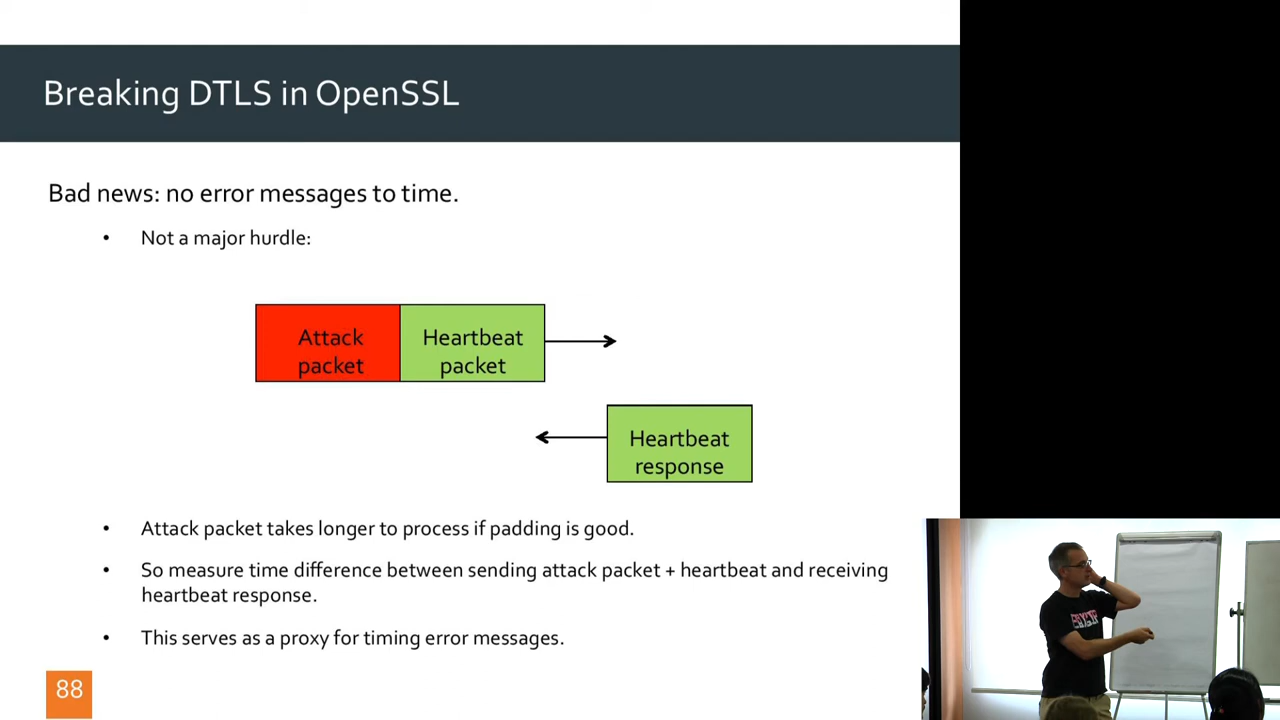 Breaking DTLS in OpenSSL
Bad news: no error messages to time.
• Not a major hurdle:
Attack
packet
Heartbeat
packet
Heartbeat
response
• Attack packet takes longer to process if padding is good.
• So measure time difference between sending attack packet + heartbeat and receiving
heartbeat response.
• This serves as a proxy for timing error messages.
88